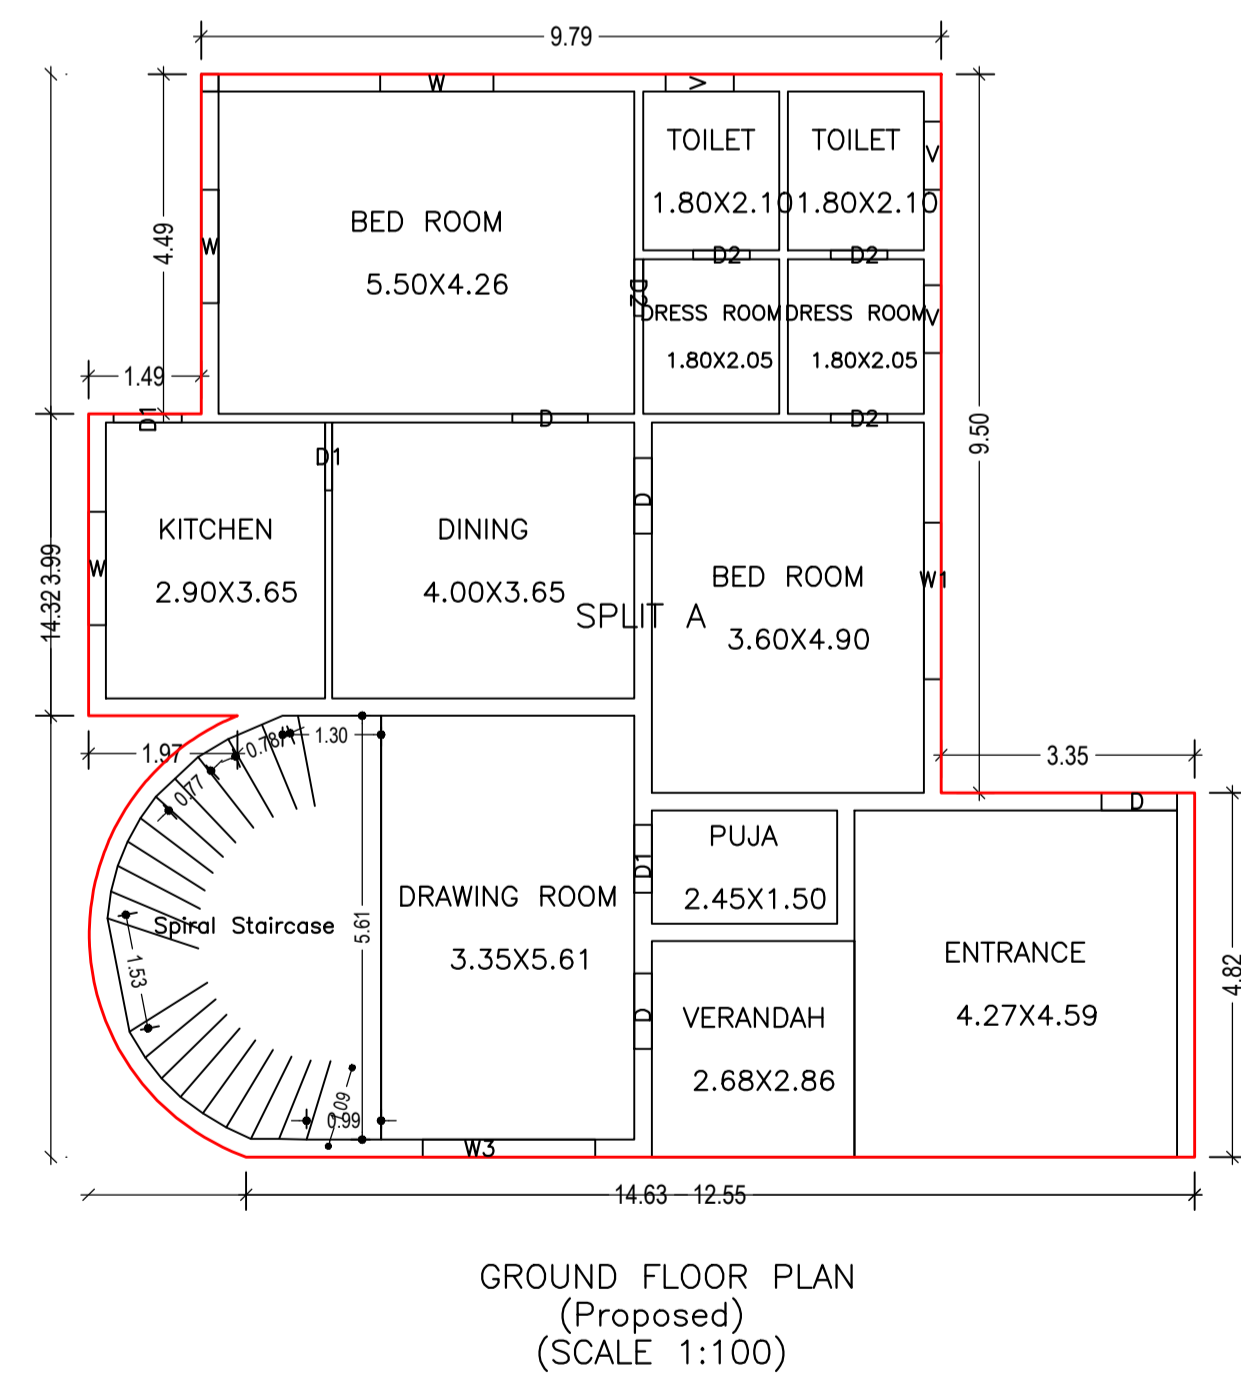 9.79
W
V
TOILET
TOILET
V
1.80X2.10
1.80X2.10
BED ROOM
4.49
W
5.50X4.26
D2
D2
D2
DRESS ROOM
DRESS ROOM
V
1.80X2.05
1.80X2.05
1.49
D1
D
D2
9.50
D1
D
KITCHEN
DINING
14.32
3.99
W
2.90X3.65
4.00X3.65
BED ROOM
W1
SPLIT A
3.60X4.90
1.97
0.78
1.30
3.35
0.77
D
PUJA
D1
2.45X1.50
DRAWING ROOM
Spiral Staircase
5.61
3.35X5.61
ENTRANCE
1.53
4.82
D
VERANDAH
4.27X4.59
2.68X2.86
1.09
0.99
W3
14.63
12.55
GROUND FLOOR PLAN
(Proposed)
(SCALE 1:100)